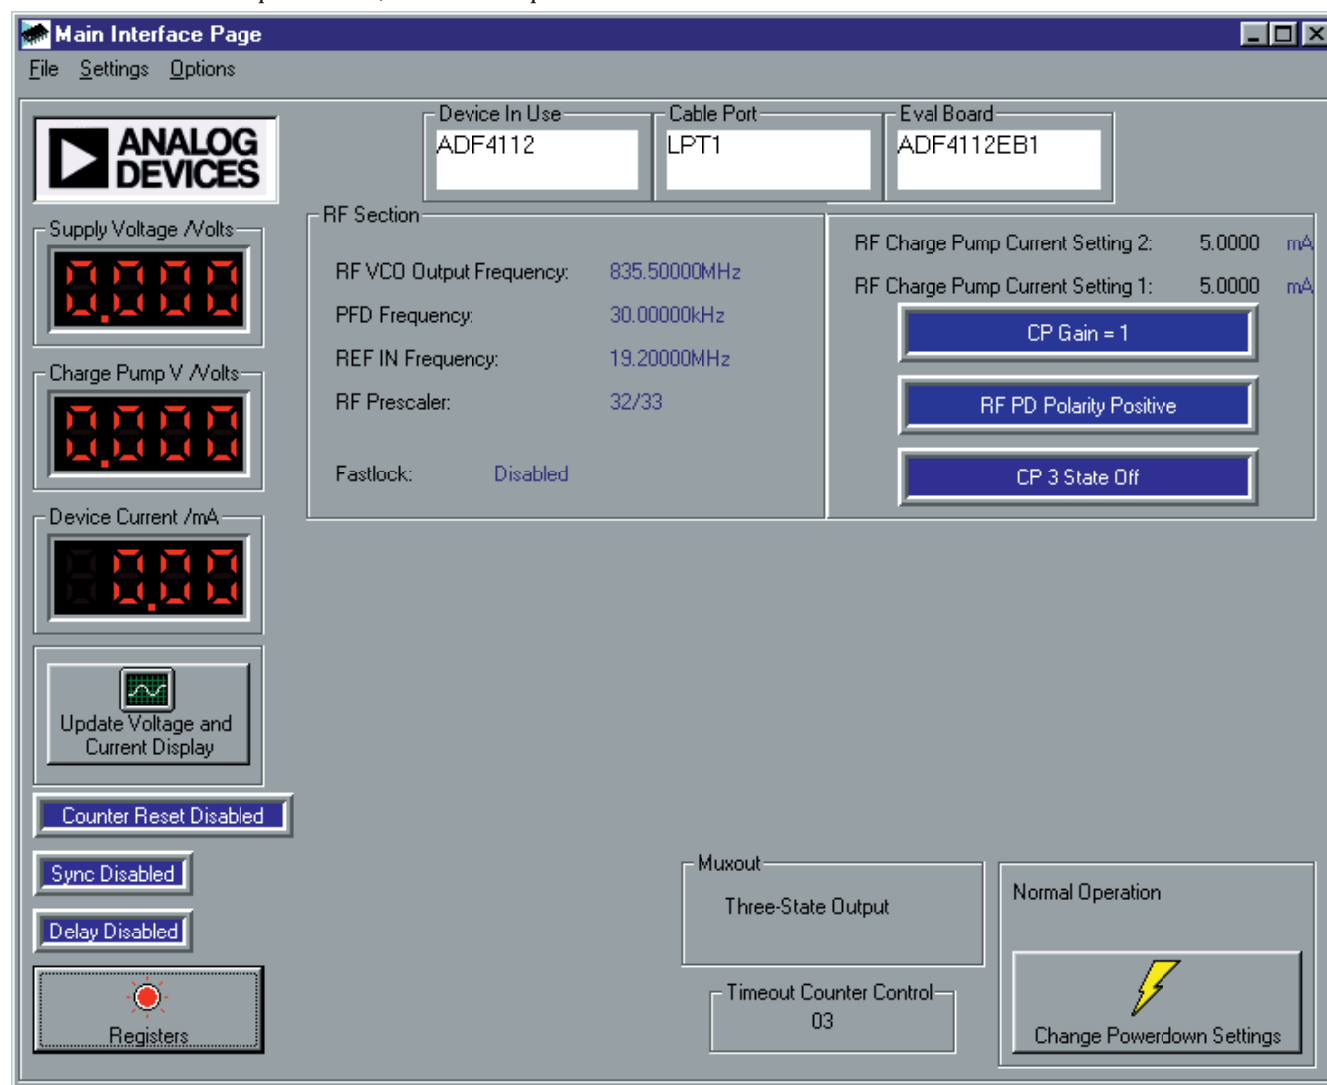 Main Interface Page
File Settings Options
ANALOG
DEVICES
Device In Use
ADF4112
Cable Port
LPT1
Eval Board
ADF4112EB1
Supply Voltage /Volts
0.000
Charge Pump V /Volts
0.000
Device Current /mA
0.00
Update Voltage and
Current Display
Counter Reset Disabled
Sync Disabled
Delay Disabled
Registers
RF Section
RF VCO Output Frequency: 835.50000MHz
PFD Frequency: 30.00000kHz
REF IN Frequency: 19.20000MHz
RF Prescaler: 32/33
Fastlock: Disabled
RF Charge Pump Current Setting 2: 5.0000 mA
RF Charge Pump Current Setting 1: 5.0000 mA
CP Gain = 1
RF PD Polarity Positive
CP 3 State Off
Muxout
Three-State Output
Timeout Counter Control
03
Normal Operation
Change Powerdown Settings